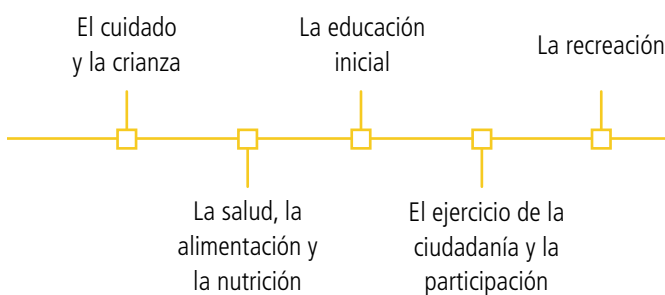 El cuidado
y la crianza
La salud, la
alimentación y
la nutrición
La educación
inicial
El ejercicio de la
ciudadanía y la
participación
La recreación